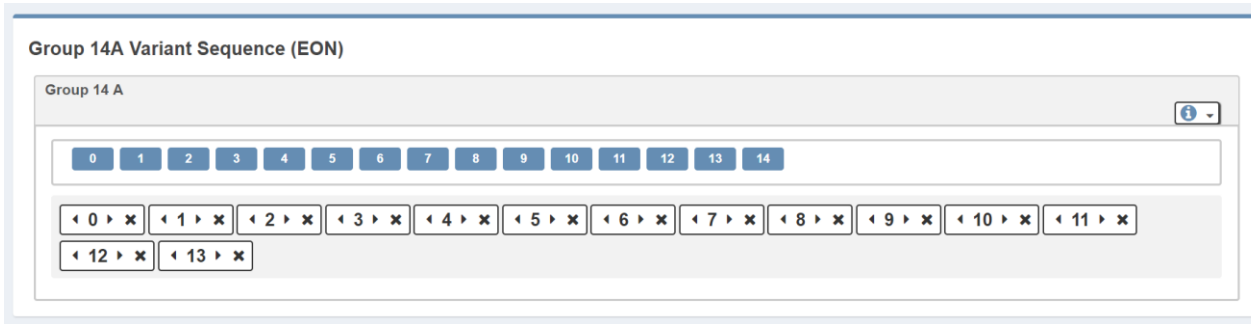 Group 14A Variant Sequence (EON)
Group 14 A
0 1 2 3 4 5 6 7 8 9 10 11 12 13 14
0 1 2 3 4 5 6 7 8 9 10 11
12 13